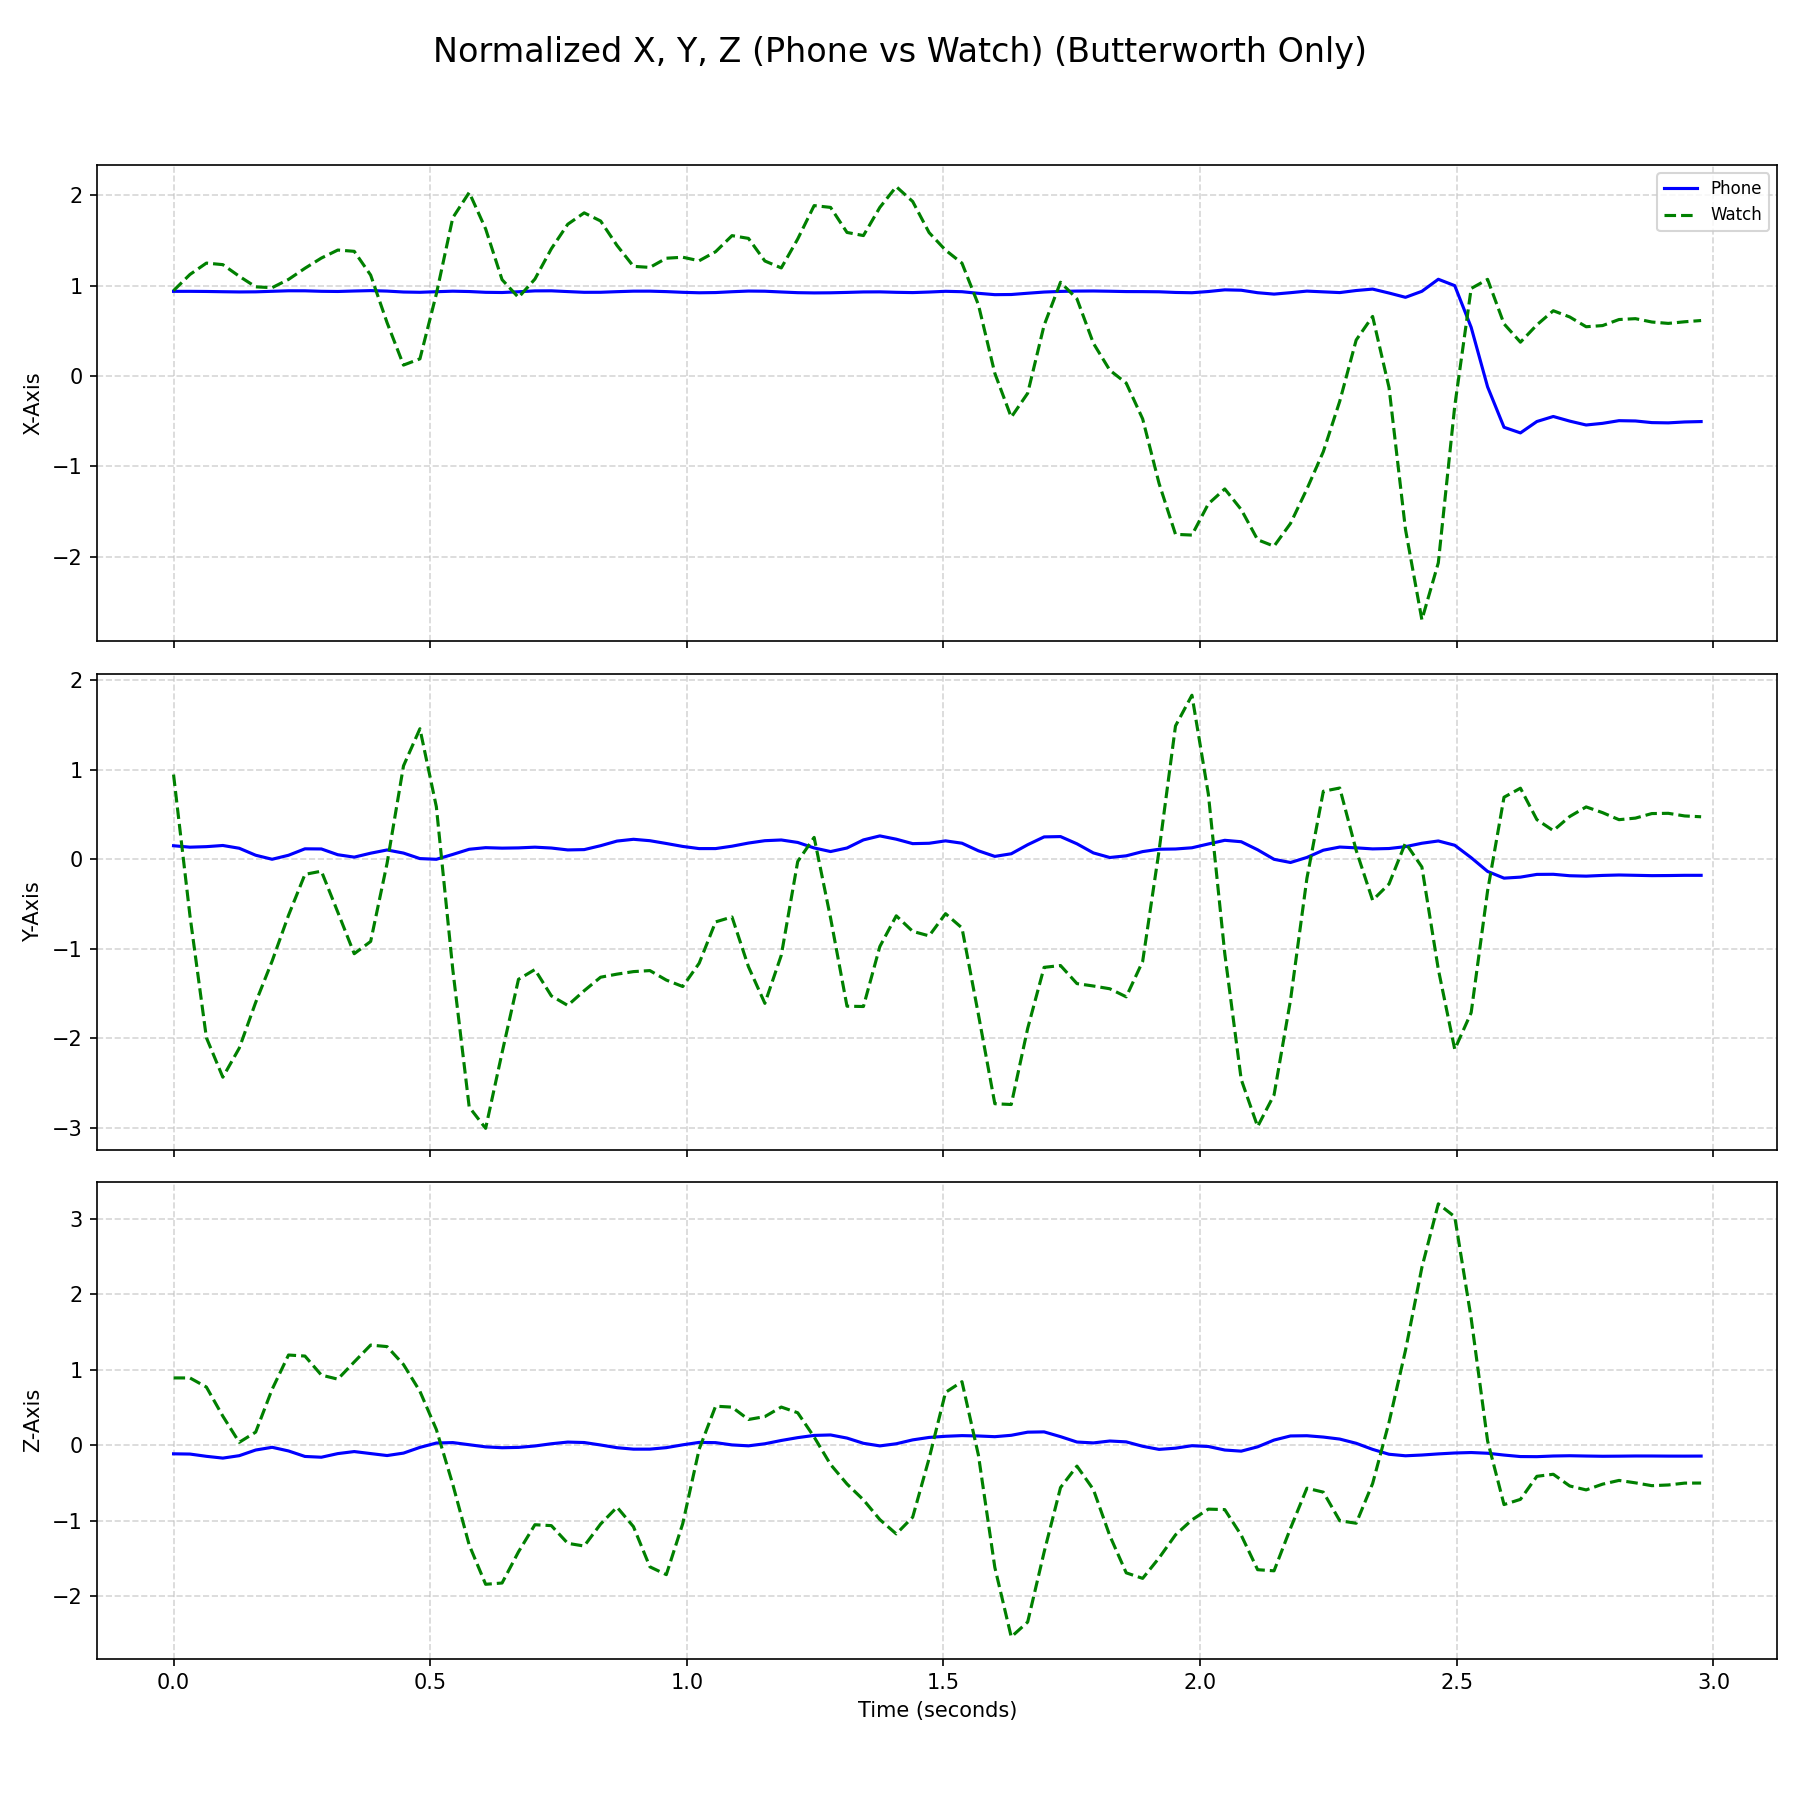 Normalized X, Y, Z (Phone vs Watch) (Butterworth Only)
Phone
Watch
2
1
0
−1
−2
X-Axis
2
1
0
−1
−2
−3
Y-Axis
3
2
1
0
−1
−2
Z-Axis
0.0 0.5 1.0 1.5 2.0 2.5 3.0
Time (seconds)